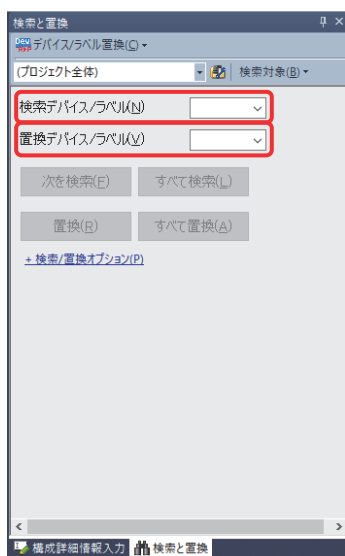 検索と置換
デバイス/ラベル置換(C)
(プロジェクト全体) 検索対象(B)
検索デバイス/ラベル(N)
置換デバイス/ラベル(V)
次を検索(F) すべて検索(L)
置換(R) すべて置換(A)
+ 検索/置換オプション(P)
構成詳細情報入力 検索と置換